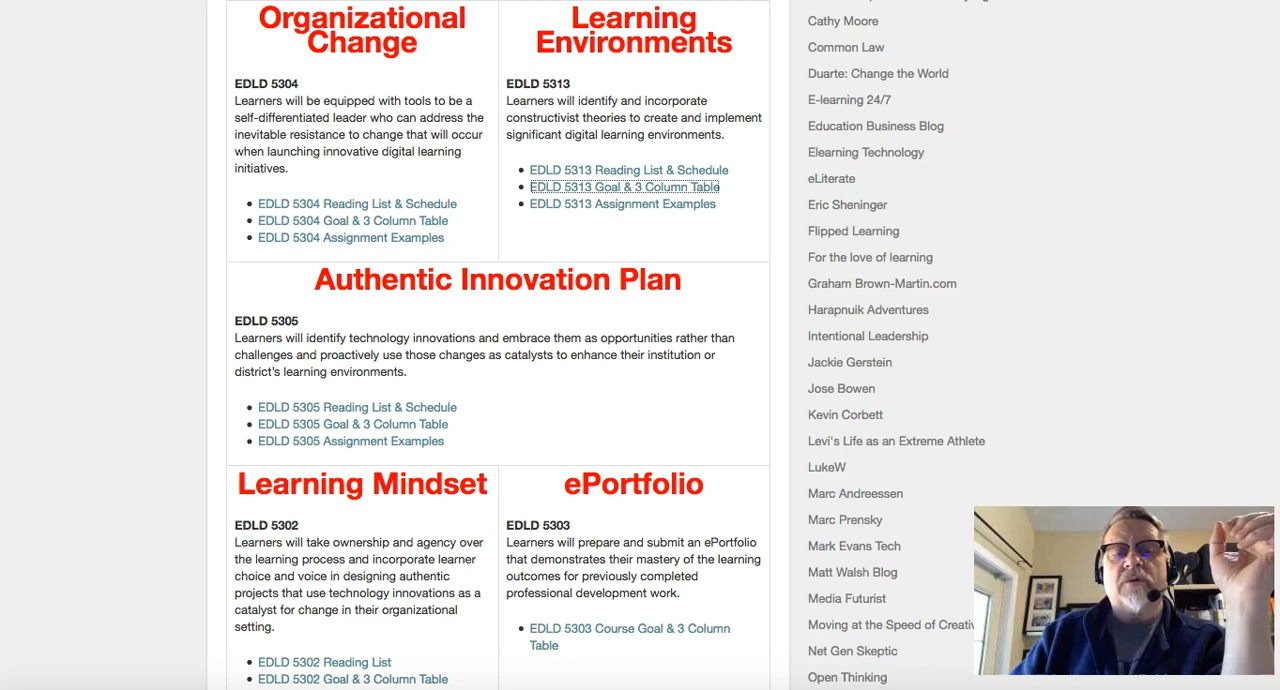 Organizational
Change
EDLD 5304
Learners will be equipped with tools to be a
self-differentiated leader who can address the
inevitable resistance to change that will occur
when launching innovative digital learning
initiatives.
EDLD 5304 Reading List & Schedule
EDLD 5304 Goal & 3 Column Table
EDLD 5304 Assignment Examples
Learning
Environments
EDLD 5313
Learners will identify and incorporate
constructivist theories to create and implement
significant digital learning environments.
EDLD 5313 Reading List & Schedule
EDLD 5313 Goal & 3 Column Table
EDLD 5313 Assignment Examples
Authentic Innovation Plan
EDLD 5305
Learners will identify technology innovations and embrace them as opportunities rather than
challenges and proactively use those changes as catalysts to enhance their institution or
district's learning environments.
EDLD 5305 Reading List & Schedule
EDLD 5305 Goal & 3 Column Table
EDLD 5305 Assignment Examples
Learning Mindset
EDLD 5302
Learners will take ownership and agency over
the learning process and incorporate learner
choice and voice in designing authentic
projects that use technology innovations as a
catalyst for change in their organizational
setting.
EDLD 5302 Reading List
EDLD 5302 Goal & 3 Column Table
ePortfolio
EDLD 5303
Learners will prepare and submit an ePortfolio
that demonstrates their mastery of the learning
outcomes for previously completed
professional development work.
EDLD 5303 Course Goal & 3 Column
Table
Cathy Moore
Common Law
Duarte: Change the World
E-learning 24/7
Education Business Blog
Elearning Technology
eLiterate
Eric Sheninger
Flipped Learning
For the love of learning
Graham Brown-Martin.com
Harapnuik Adventures
Intentional Leadership
Jackie Gerstein
Jose Bowen
Kevin Corbett
Levi's Life as an Extreme Athlete
LukeW
Marc Andreessen
Marc Prensky
Mark Evans Tech
Matt Walsh Blog
Media Futurist
Moving at the Speed of Creativ
Net Gen Skeptic
Open Thinking